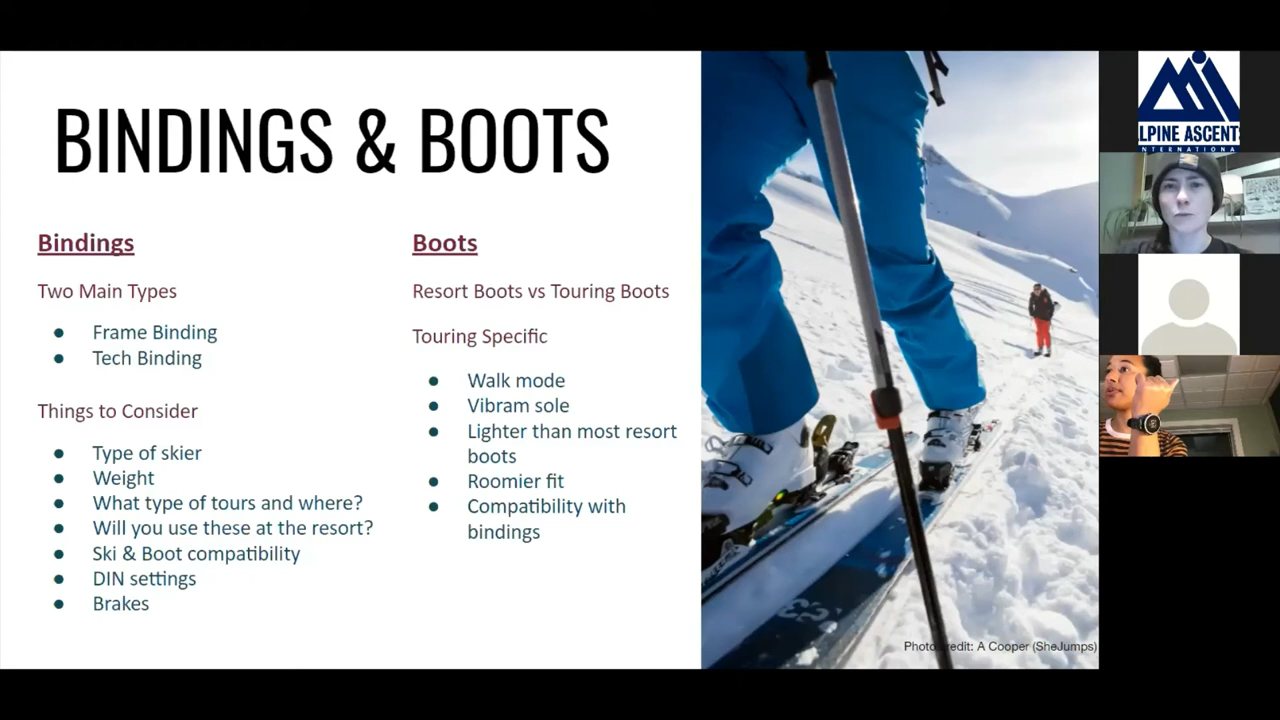 BINDINGS & BOOTS
Bindings
Two Main Types
● Frame Binding
● Tech Binding
Things to Consider
● Type of skier
● Weight
● What type of tours and where?
● Will you use these at the resort?
● Ski & Boot compatibility
● DIN settings
● Brakes
Boots
Resort Boots vs Touring Boots
Touring Specific
● Walk mode
● Vibram sole
● Lighter than most resort
boots
● Roomier fit
● Compatibility with
bindings
Photo credit: A Cooper (SheJumps)
LPINE ASCENT
NTERNATIONA